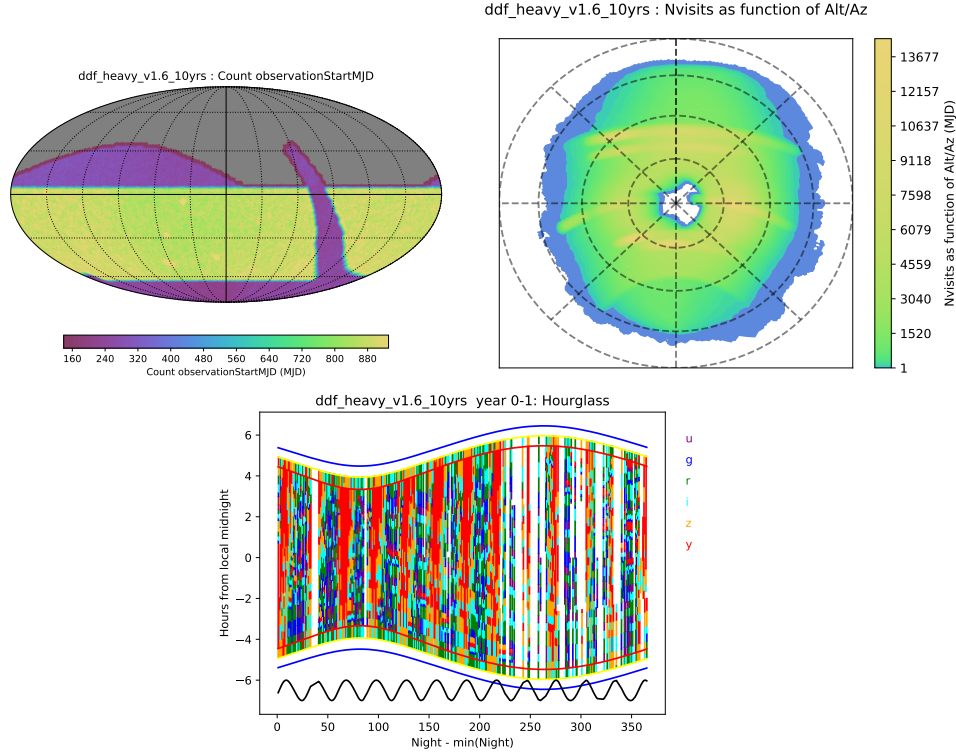 ddf_heavy_v1.6_10yrs : Nvisits as function of Alt/Az
ddf_heavy_v1.6_10yrs : Count observationStartMJD
160 240 320 400 480 560 640 720 800 880
Count observationStartMJD (MJD)
13677
12157
10637
9118
7598
6079
4559
3040
1520
1
Nvisits as function of Alt/Az (MJD)
ddf_heavy_v1.6_10yrs year 0-1: Hourglass
6
4
2
0
−2
−4
−6
Hours from local midnight
0 50 100 150 200 250 300 350
Night - min(Night)
u
g
r
i
z
y